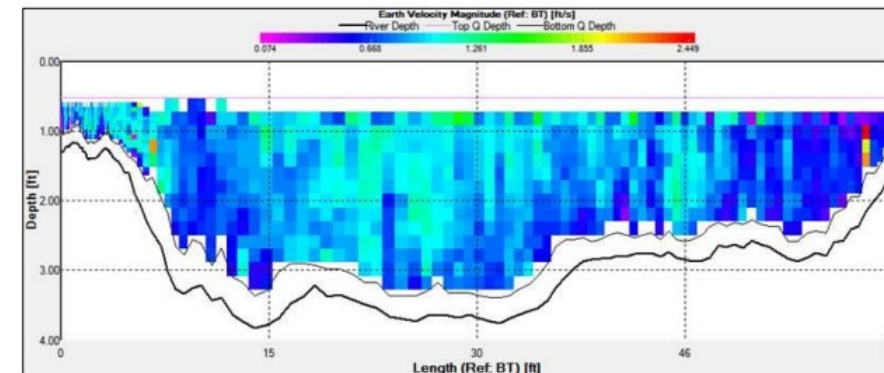 Earth Velocity Magnitude (Ref: BT) [ft/s]
River Depth Top Q Depth Bottom Q Depth
0.074 0.668 1.261 1.855 2.449
0.00
1.00
2.00
3.00
4.00
Depth [ft]
0 15 30 46
Length (Ref: BT) [ft]